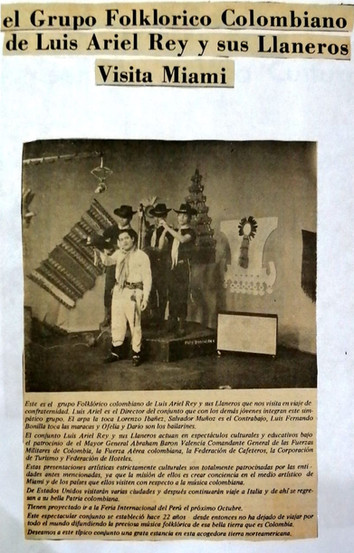 el Grupo Folklorico Colombiano
de Luis Ariel Rey y sus Llaneros
Visita Miami
Este es el grupo Folklórico colombiano de Luis Ariel Rey y sus Llaneros que nos visita en viaje de
confraternidad. Luis Ariel es el Director del conjunto que con los demás jóvenes integran este sim-
pático grupo. El arpa la toca Lorenzo Ibañez, Salvador Muñoz es el Contrabajo, Luis Fernando
Bonilla toca las maracas y Ofelia y Dario son los bailarines.
El conjunto Luis Ariel Rey y sus Llaneros actuan en espectáculos culturales y educativos bajo
el patrocinio de el Mayor General Abraham Baron Valencia Comandante General de las Fuerzas
Militares de Colombia, la Fuerza Aérea colombiana, la Federación de Cafeteros, la Corporación
de Turismo y Federación de Hoteles.
Estas presentaciones artísticas estrictamente culturales son totalmente patrocinadas por las enti-
dades antes mencionadas, ya que la misión de ellos es crear conciencia en el medio artístico de
Miami y de los países que ellos visiten con respecto a la música colombiana.
De Estados Unidos visitarán varias ciudades y después continuarán viaje a Italia y de ahí se regre-
san a su bella Patria colombiana.
Tienen proyectado ir a la Feria Internacional del Perú el próximo Octubre.
Este espectacular conjunto se estableció hace 22 años desde entonces no ha dejado de viajar por
todo el mundo difundiendo la preciosa música folklórica de esa bella tierra que es Colombia.
Deseamos a este típico conjunto una grata estancia en esta acogedora tierra norteamericana.